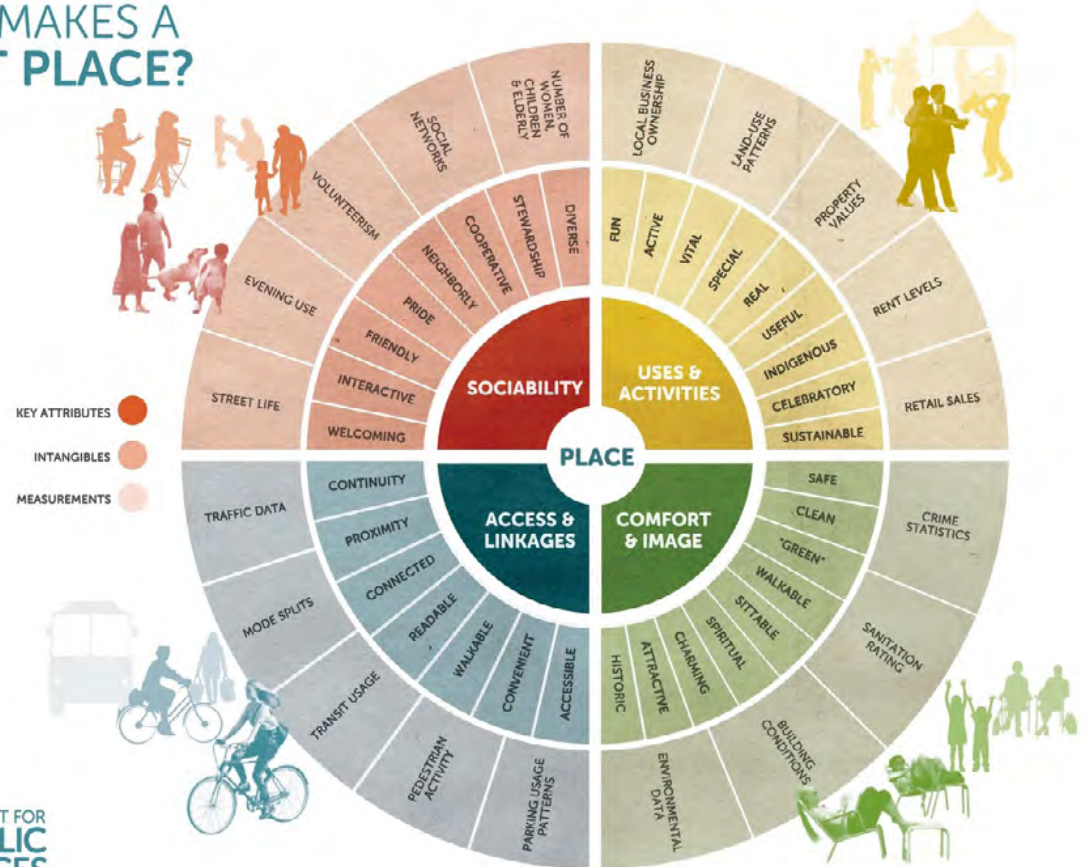 MAKES A
T PLACE?
KEY ATTRIBUTES
INTANGIBLES
MEASUREMENTS
PLACE
SOCIABILITY
WELCOMING
INTERACTIVE
FRIENDLY
PRIDE
NEIGHBORLY
COOPERATIVE
STEWARDSHIP
DIVERSE
STREET LIFE
EVENING USE
VOLUNTEERISM
SOCIAL
NETWORKS
NUMBER OF
WOMEN,
CHILDREN
& ELDERLY
USES &
ACTIVITIES
FUN
ACTIVE
VITAL
SPECIAL
REAL
USEFUL
INDIGENOUS
CELEBRATORY
SUSTAINABLE
LOCAL BUSINESS
OWNERSHIP
LAND-USE
PATTERNS
PROPERTY
VALUES
RENT LEVELS
RETAIL SALES
ACCESS &
LINKAGES
CONTINUITY
PROXIMITY
CONNECTED
READABLE
WALKABLE
CONVENIENT
ACCESSIBLE
TRAFFIC DATA
MODE SPLITS
TRANSIT USAGE
PEDESTRIAN
ACTIVITY
PARKING USAGE
PATTERNS
COMFORT
& IMAGE
SAFE
CLEAN
"GREEN"
WALKABLE
SITTABLE
SPIRITUAL
CHARMING
ATTRACTIVE
HISTORIC
CRIME
STATISTICS
SANITATION
RATING
BUILDING
CONDITIONS
ENVIRONMENTAL
DATA
T FOR
LIC
CES